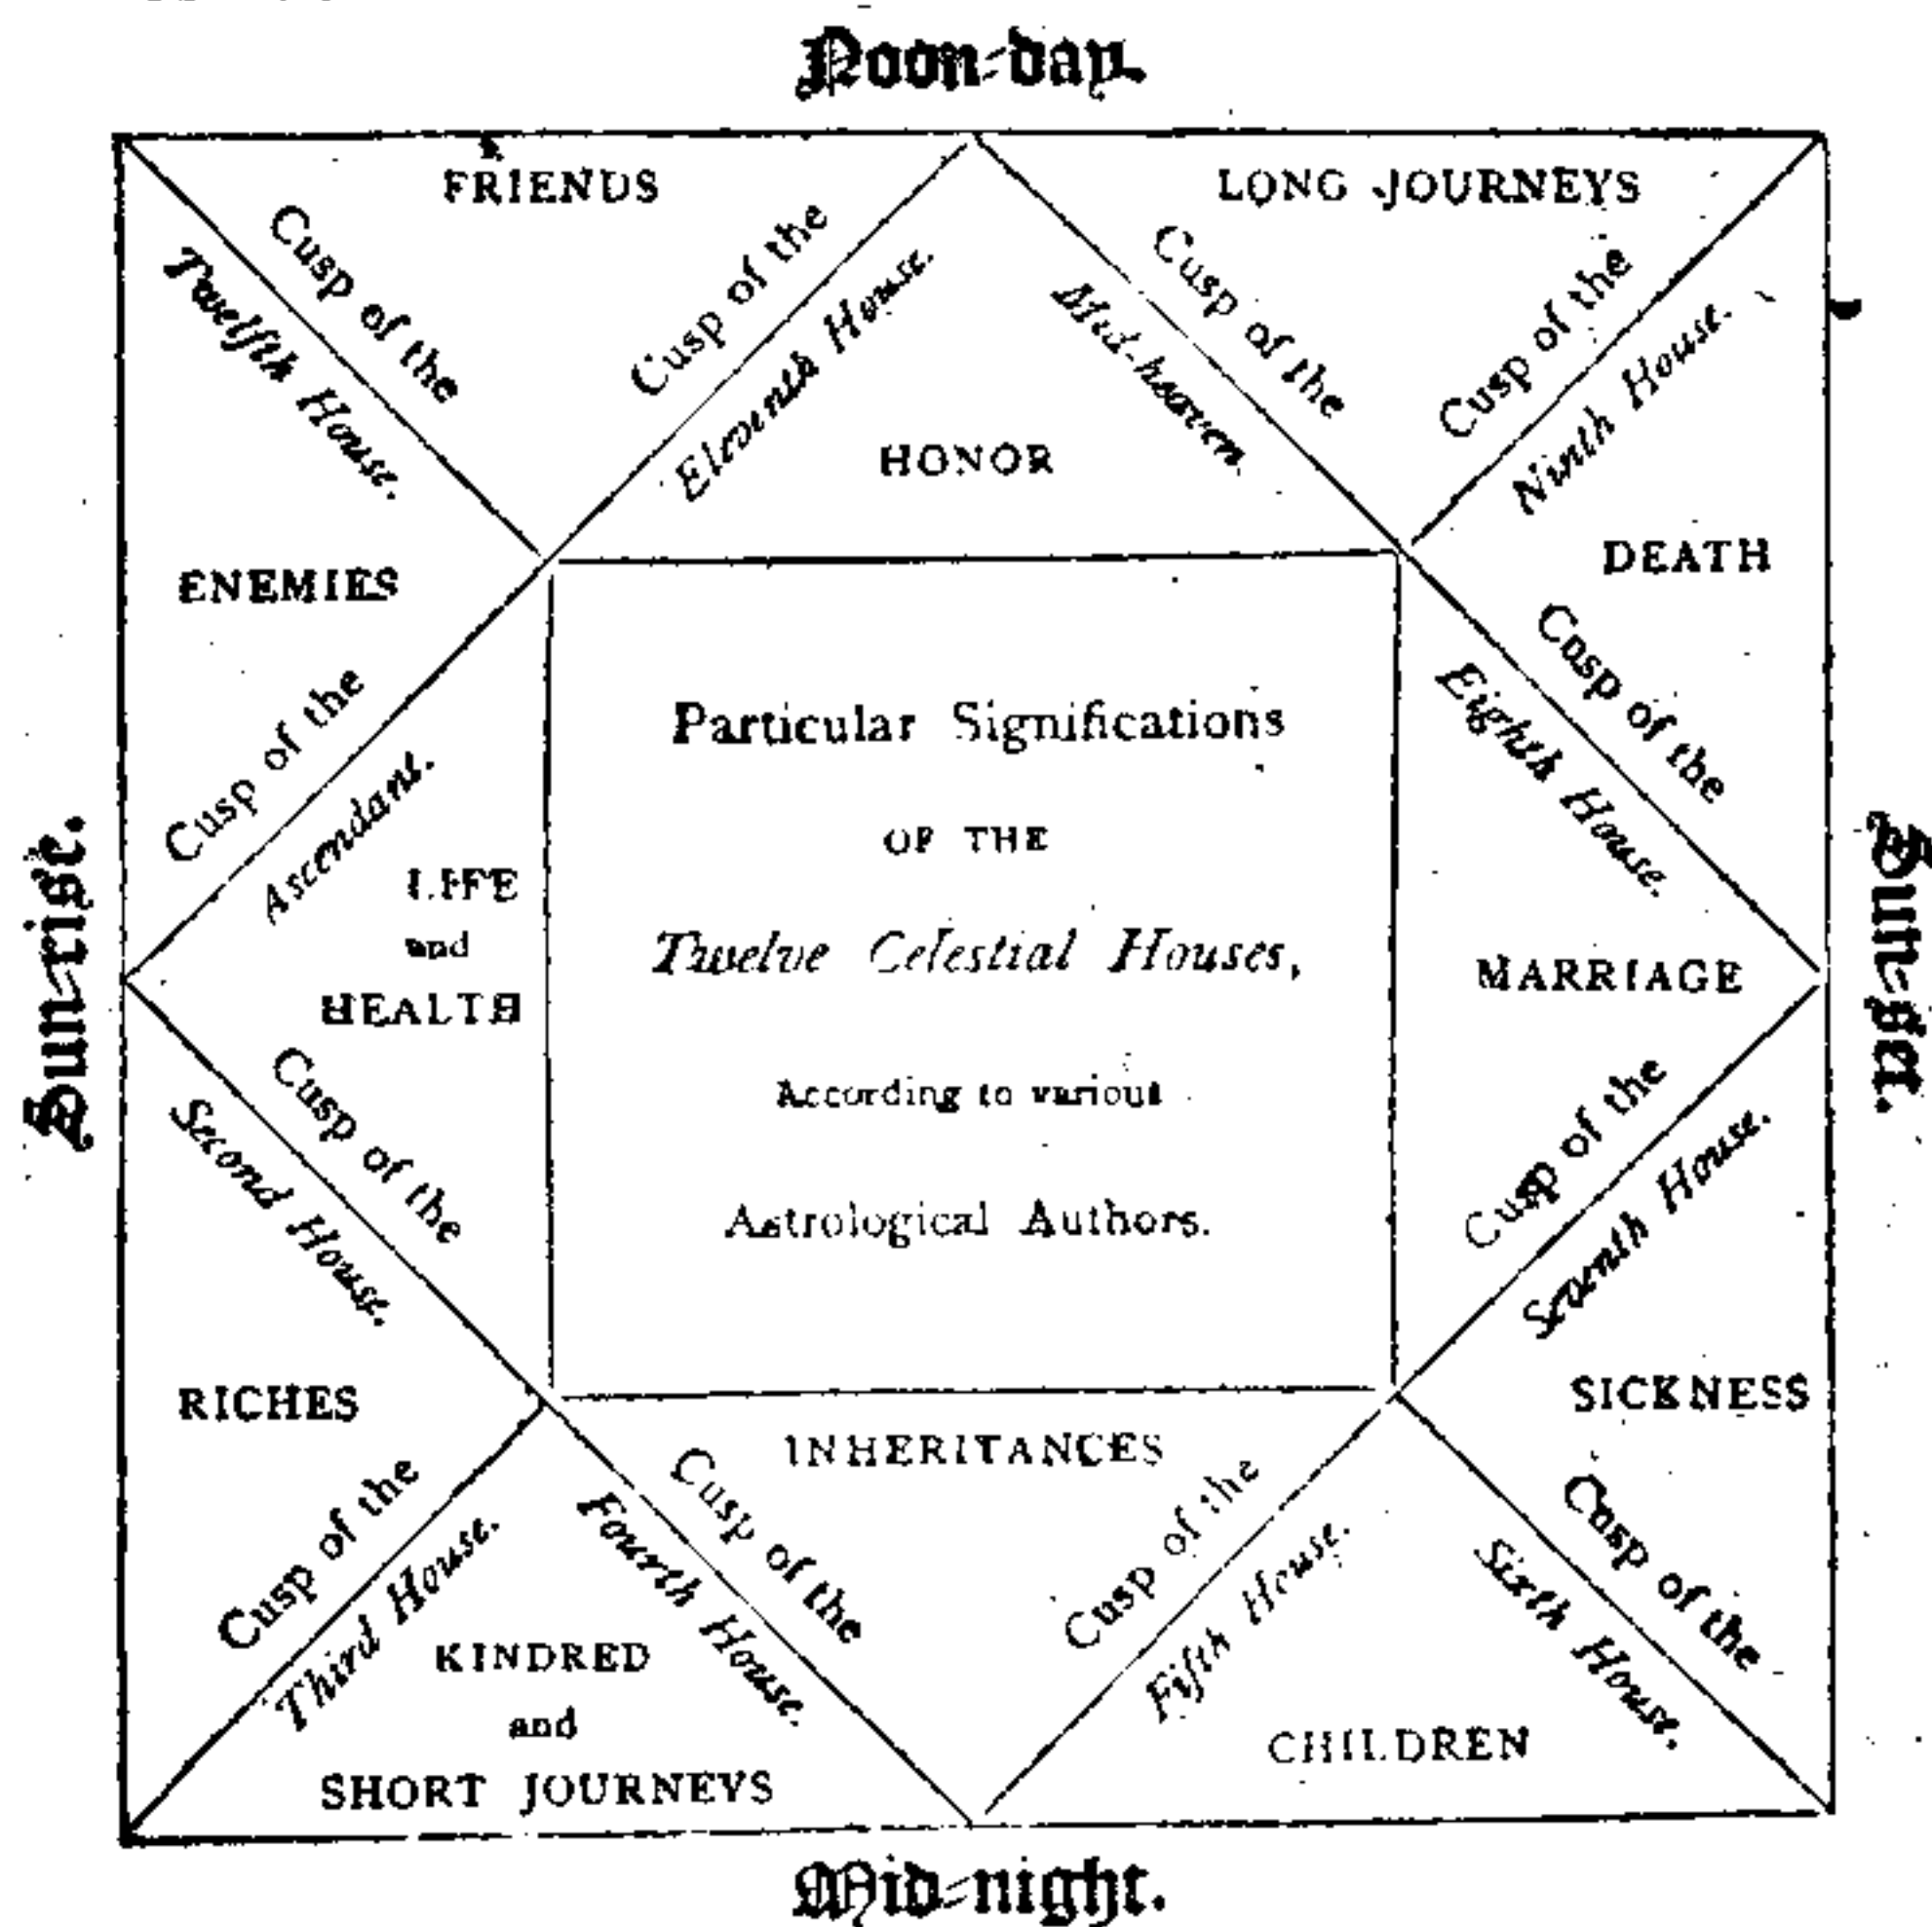 Noon-day.
FRIENDS
LONG JOURNEYS
Cusp of the
Twelfth House.
Cusp of the
Eleventh House.
Cusp of the
Mid-heaven
Cusp of the
Ninth House.
HONOR
ENEMIES
DEATH
Cusp of the
Ascendant.
Cusp of the
Eighth House.
Particular Significations
OF THE
Twelve Celestial Houses,
According to various
Astrological Authors.
LIFE
and
HEALTH
MARRIAGE
Sun-rise.
Sun-set.
Cusp of the
Second House.
Cusp of the
Seventh House.
RICHES
INHERITANCES
SICKNESS
Cusp of the
Third House.
Cusp of the
Fourth House.
Cusp of the
Fifth House.
Cusp of the
Sixth House.
KINDRED
and
SHORT JOURNEYS
CHILDREN
Mid-night.